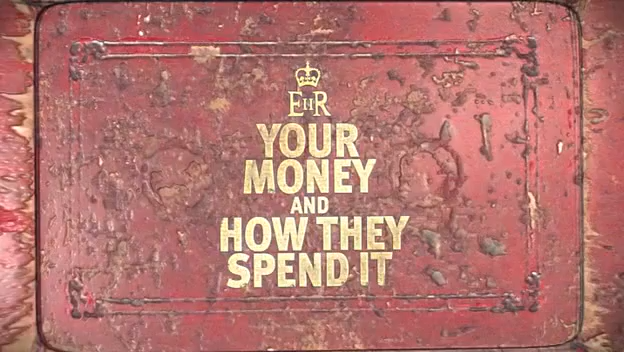 EIIR
YOUR
MONEY
AND
HOW THEY
SPEND IT